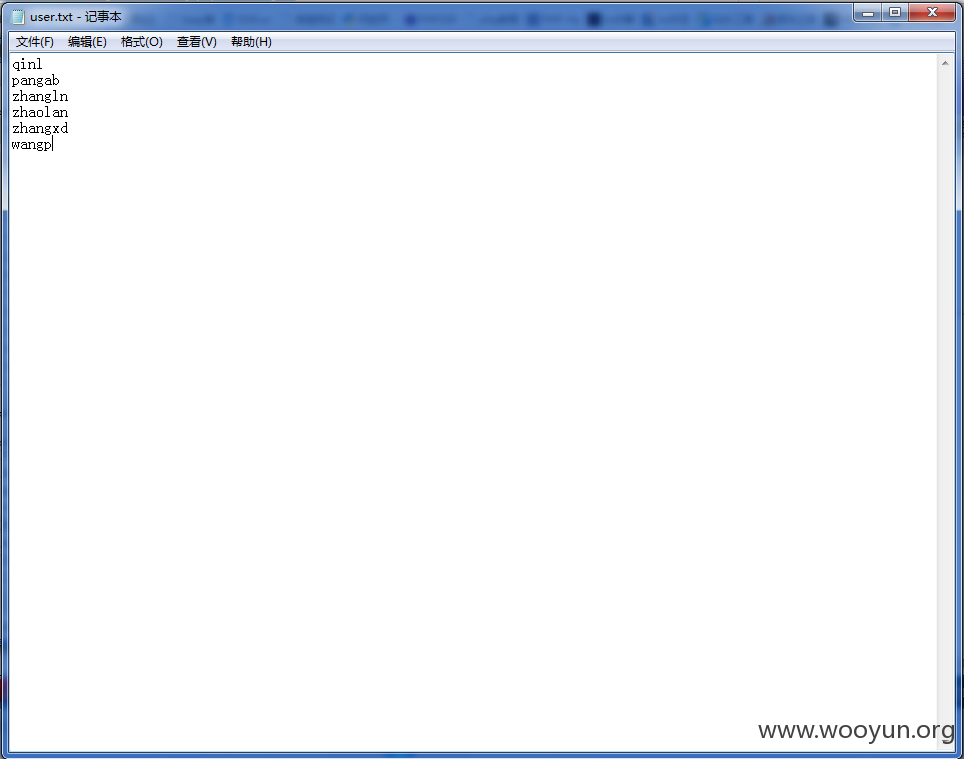 user.txt - 记事本
文件(F) 编辑(E) 格式(O) 查看(V) 帮助(H)
qinl
pangab
zhangln
zhaolan
zhangxd
wangp
www.wooyun.org